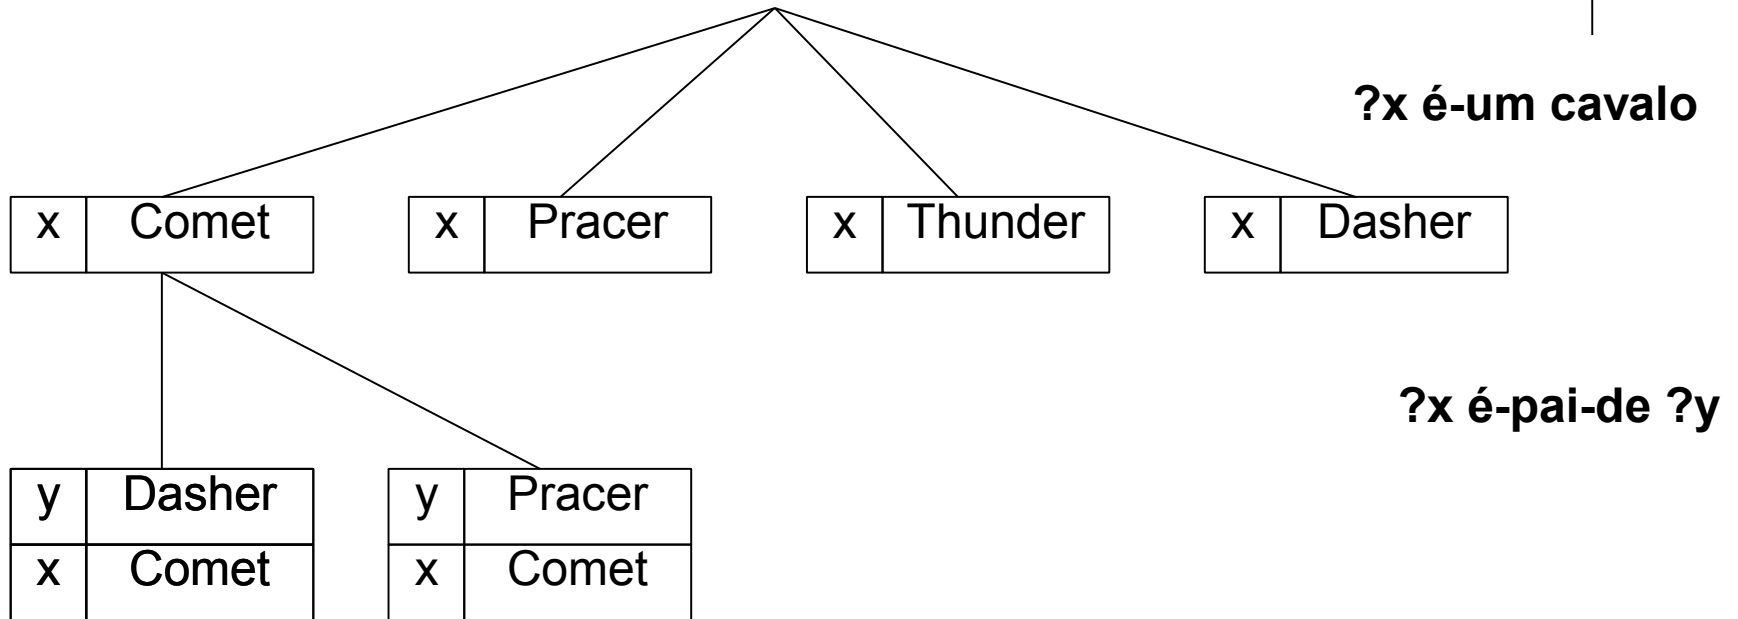 ?x é-um cavalo
x Comet x Pracer x Thunder x Dasher
?x é-pai-de ?y
y Dasher y Pracer
x Comet x Comet